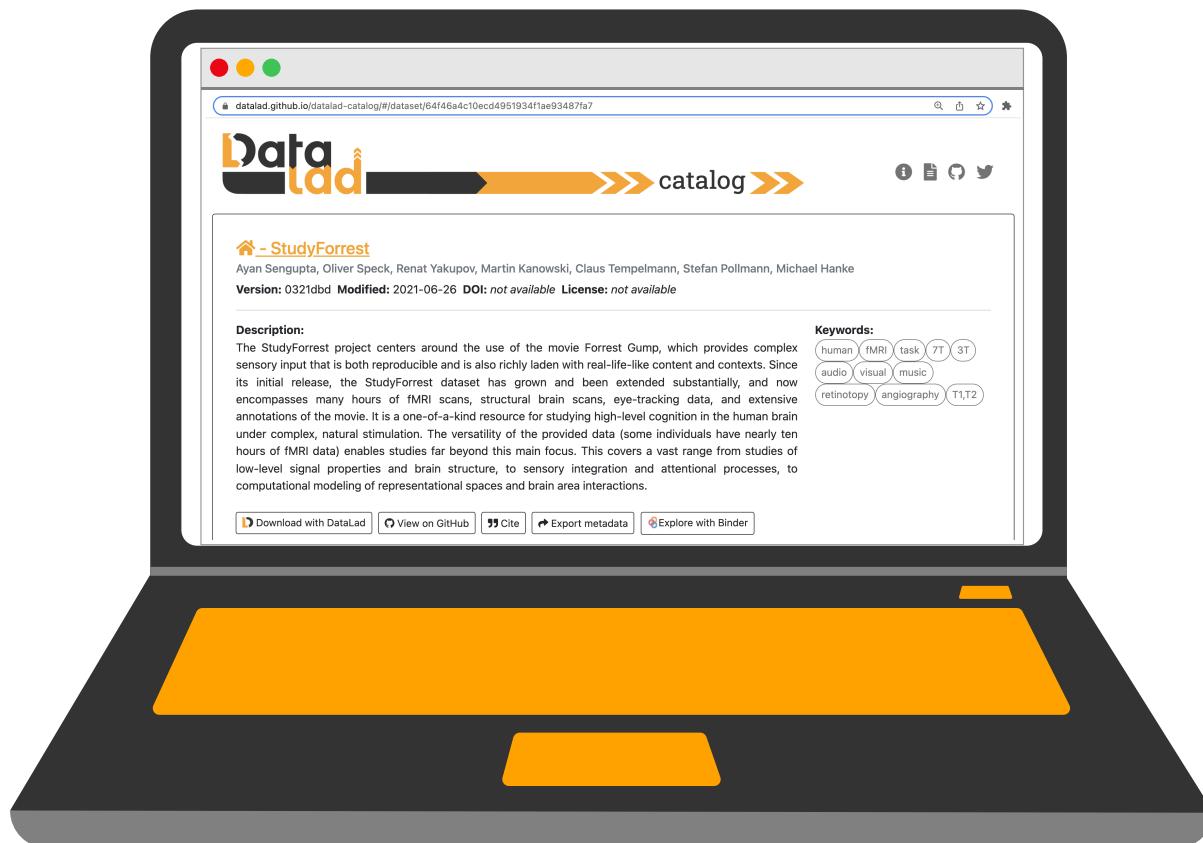 datalad.github.io/datalad-catalog/#/dataset/64f46a4c10ecd4951934f1ae93487fa7
Data
lad
catalog
- StudyForrest
Ayan Sengupta, Oliver Speck, Renat Yakupov, Martin Kanowski, Claus Tempelmann, Stefan Pollmann, Michael Hanke
Version: 0321dbd Modified: 2021-06-26 DOI: not available License: not available
Description:
The StudyForrest project centers around the use of the movie Forrest Gump, which provides complex
sensory input that is both reproducible and is also richly laden with real-life-like content and contexts. Since
its initial release, the StudyForrest dataset has grown and been extended substantially, and now
encompasses many hours of fMRI scans, structural brain scans, eye-tracking data, and extensive
annotations of the movie. It is a one-of-a-kind resource for studying high-level cognition in the human brain
under complex, natural stimulation. The versatility of the provided data (some individuals have nearly ten
hours of fMRI data) enables studies far beyond this main focus. This covers a vast range from studies of
low-level signal properties and brain structure, to sensory integration and attentional processes, to
computational modeling of representational spaces and brain area interactions.
Keywords:
human fMRI task 7T 3T
audio visual music
retinotopy angiography T1,T2
Download with DataLad View on GitHub Cite Export metadata Explore with Binder